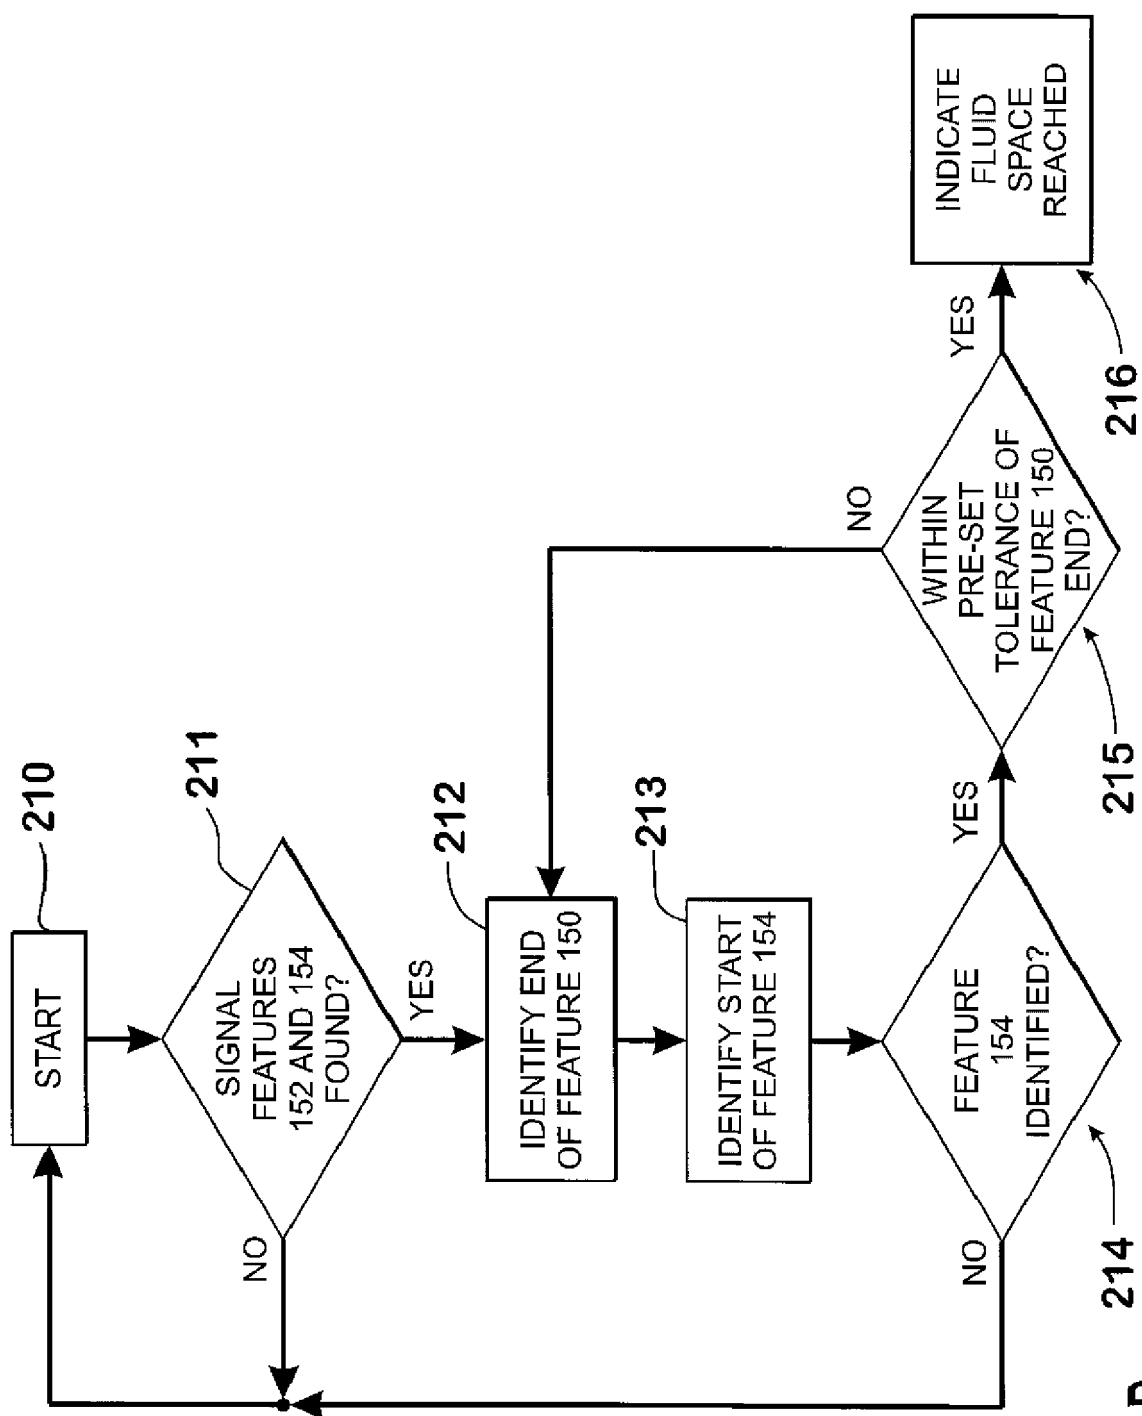 210
START
211
SIGNAL
FEATURES
152 AND 154
FOUND?
NO
YES
212
IDENTIFY END
OF FEATURE 150
213
IDENTIFY START
OF FEATURE 154
FEATURE
154
IDENTIFIED?
NO
214
YES
WITHIN
PRE-SET
TOLERANCE OF
FEATURE 150
END?
NO
215
YES
INDICATE
FLUID
SPACE
REACHED
216